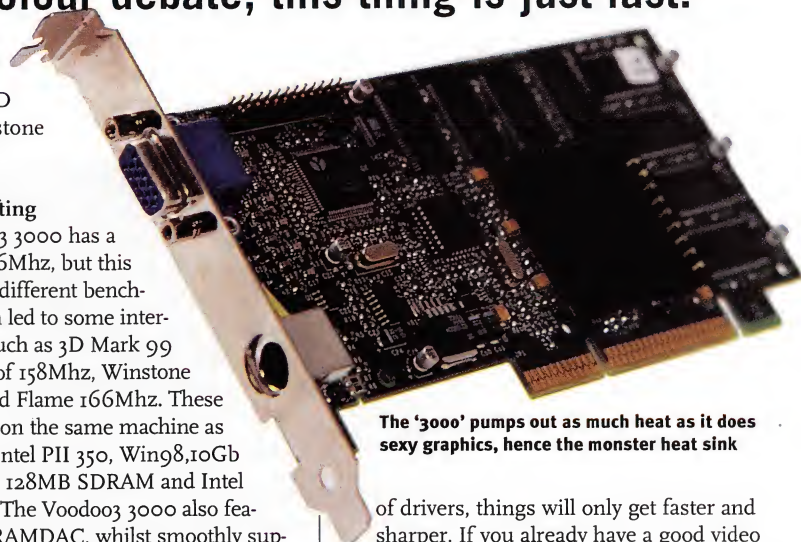 olour debate, this thing is just fast.
D
stone
ting
3 3000 has a
6Mhz, but this
different bench-
led to some inter-
uch as 3D Mark 99
of 158Mhz, Winstone
d Flame 166Mhz. These
on the same machine as
ntel PII 350, Win98,10Gb
128MB SDRAM and Intel
The Voodoo3 3000 also fea-
RAMDAC, whilst smoothly sup-
The '3000' pumps out as much heat as it does
sexy graphics, hence the monster heat sink
of drivers, things will only get faster and
sharper. If you already have a good video